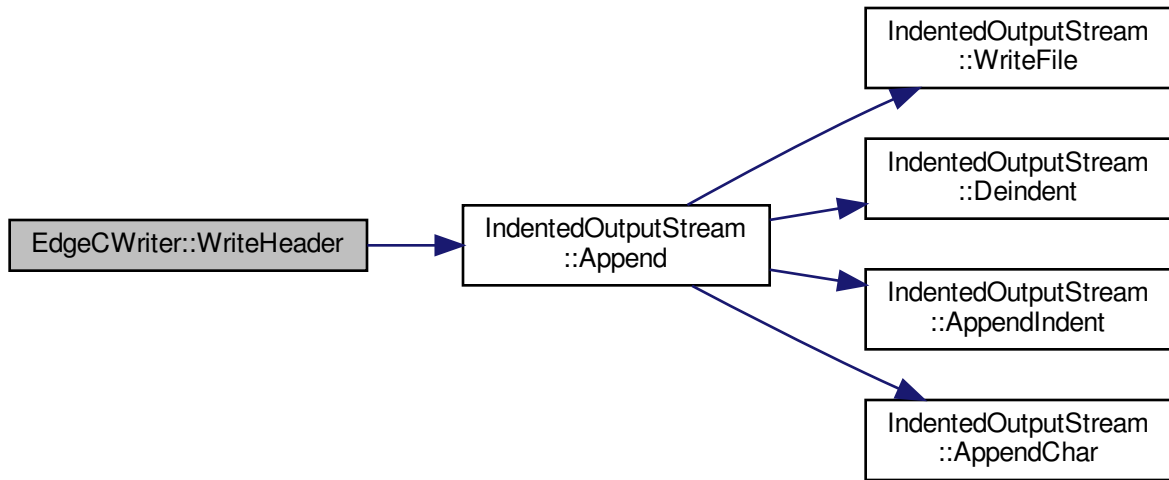 EdgeCWriter::WriteHeader
IndentedOutputStream
::Append
IndentedOutputStream
::WriteFile
IndentedOutputStream
::Deindent
IndentedOutputStream
::AppendIndent
IndentedOutputStream
::AppendChar